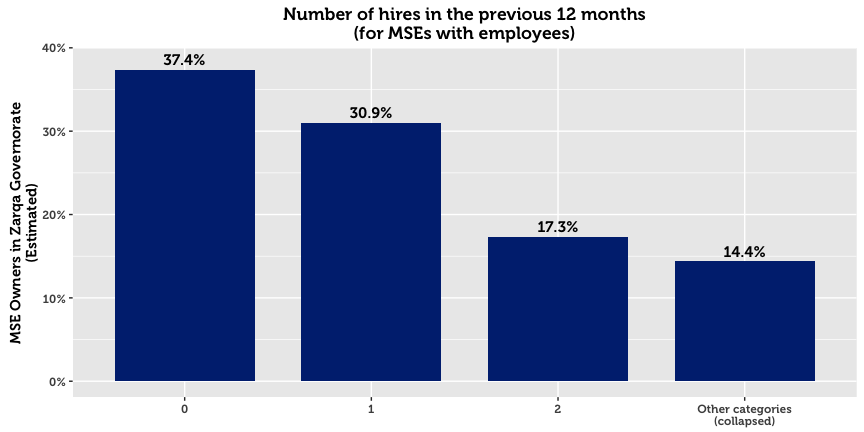 Number of hires in the previous 12 months
(for MSEs with employees)
MSE Owners in Zarqa Governorate
(Estimated)
40%
30%
20%
10%
0%
37.4%
30.9%
17.3%
14.4%
0
1
2
Other categories
(collapsed)